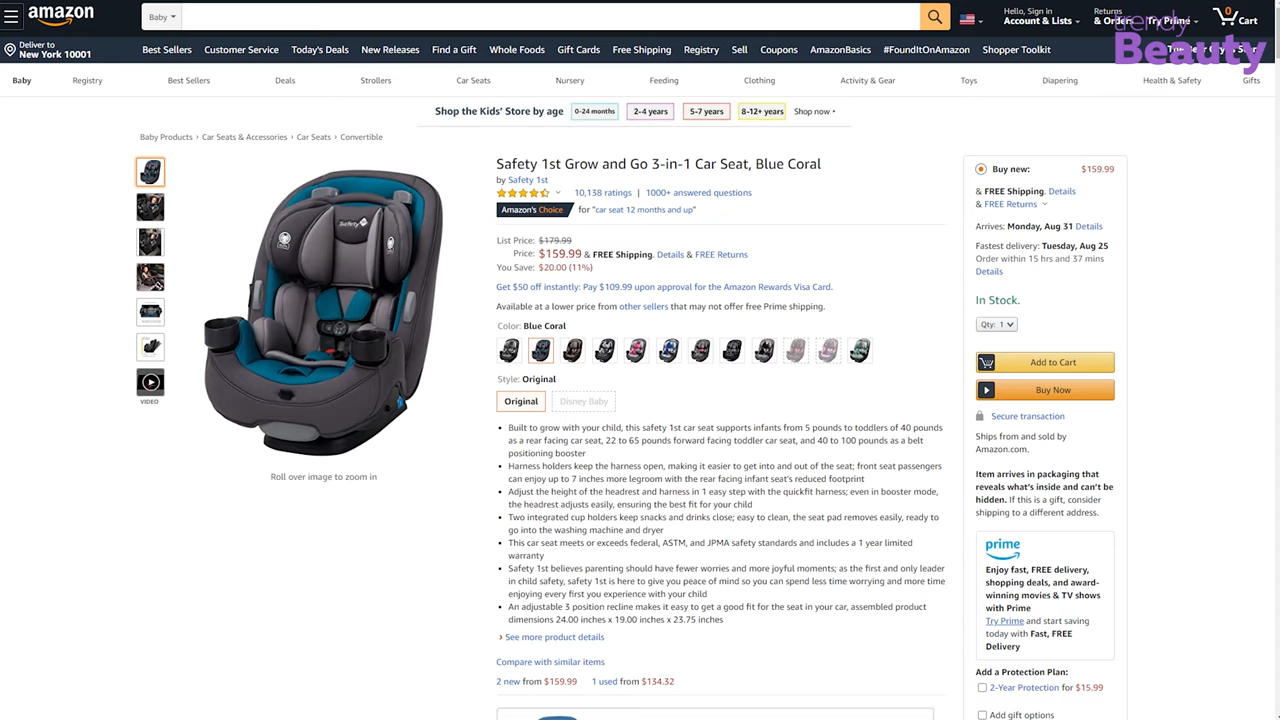 amazon
Baby
Hello, Sign in
Account & Lists
Returns
& Orders
Try Prime
0
Cart
trendy
Beauty
Deliver to
New York 10001
Best Sellers
Customer Service
Today's Deals
New Releases
Find a Gift
Whole Foods
Gift Cards
Free Shipping
Registry
Sell
Coupons
AmazonBasics
#FoundItOnAmazon
Shopper Toolkit
Baby
Registry
Best Sellers
Deals
Strollers
Car Seats
Nursery
Feeding
Clothing
Activity & Gear
Toys
Diapering
Health & Safety
Gifts
Shop the Kids' Store by age
0-24 months
2-4 years
5-7 years
8-12+ years
Shop now
Baby Products › Car Seats & Accessories › Car Seats › Convertible
VIDEO
Roll over image to zoom in
Safety 1st Grow and Go 3-in-1 Car Seat, Blue Coral
by Safety 1st
10,138 ratings | 1000+ answered questions
Amazon's Choice for "car seat 12 months and up"
List Price: $179.99
Price: $159.99 & FREE Shipping. Details & FREE Returns
You Save: $20.00 (11%)
Get $50 off instantly: Pay $109.99 upon approval for the Amazon Rewards Visa Card.
Available at a lower price from other sellers that may not offer free Prime shipping.
Color: Blue Coral
Style: Original
Original
Disney Baby
Built to grow with your child, this safety 1st car seat supports infants from 5 pounds to toddlers of 40 pounds
as a rear facing car seat, 22 to 65 pounds forward facing toddler car seat, and 40 to 100 pounds as a belt
positioning booster
Harness holders keep the harness open, making it easier to get into and out of the seat; front seat passengers
can enjoy up to 7 inches more legroom with the rear facing infant seat's reduced footprint
Adjust the height of the headrest and harness in 1 easy step with the quickfit harness; even in booster mode,
the headrest adjusts easily, ensuring the best fit for your child
Two integrated cup holders keep snacks and drinks close; easy to clean, the seat pad removes easily, ready to
go into the washing machine and dryer
This car seat meets or exceeds federal, ASTM, and JPMA safety standards and includes a 1 year limited
warranty
Safety 1st believes parenting should have fewer worries and more joyful moments; as the first and only leader
in child safety, safety 1st is here to give you peace of mind so you can spend less time worrying and more time
enjoying every first you experience with your child
An adjustable 3 position recline makes it easy to get a good fit for the seat in your car, assembled product
dimensions 24.00 inches x 19.00 inches x 23.75 inches
› See more product details
Compare with similar items
2 new from $159.99
1 used from $134.32
Buy new: $159.99
& FREE Shipping. Details
& FREE Returns
Arrives: Monday, Aug 31 Details
Fastest delivery: Tuesday, Aug 25
Order within 15 hrs and 37 mins
Details
In Stock.
Qty: 1
Add to Cart
Buy Now
Secure transaction
Ships from and sold by
Amazon.com.
Item arrives in packaging that
reveals what's inside and can't be
hidden. If this is a gift, consider
shipping to a different address.
prime
Enjoy fast, FREE delivery,
shopping deals, and award-
winning movies & TV shows
with Prime
Try Prime and start saving
today with Fast, FREE
Delivery
Add a Protection Plan:
2-Year Protection for $15.99
Add gift options